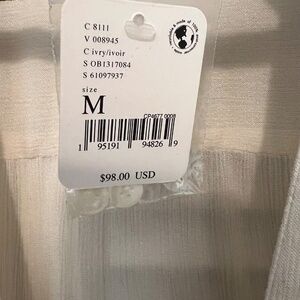 C 8111
V 008945
C ivry/ivoir
S OB1317084
S 61097937
size
M
CP4677 0008
1 95191 94826 9
$98.00 USD